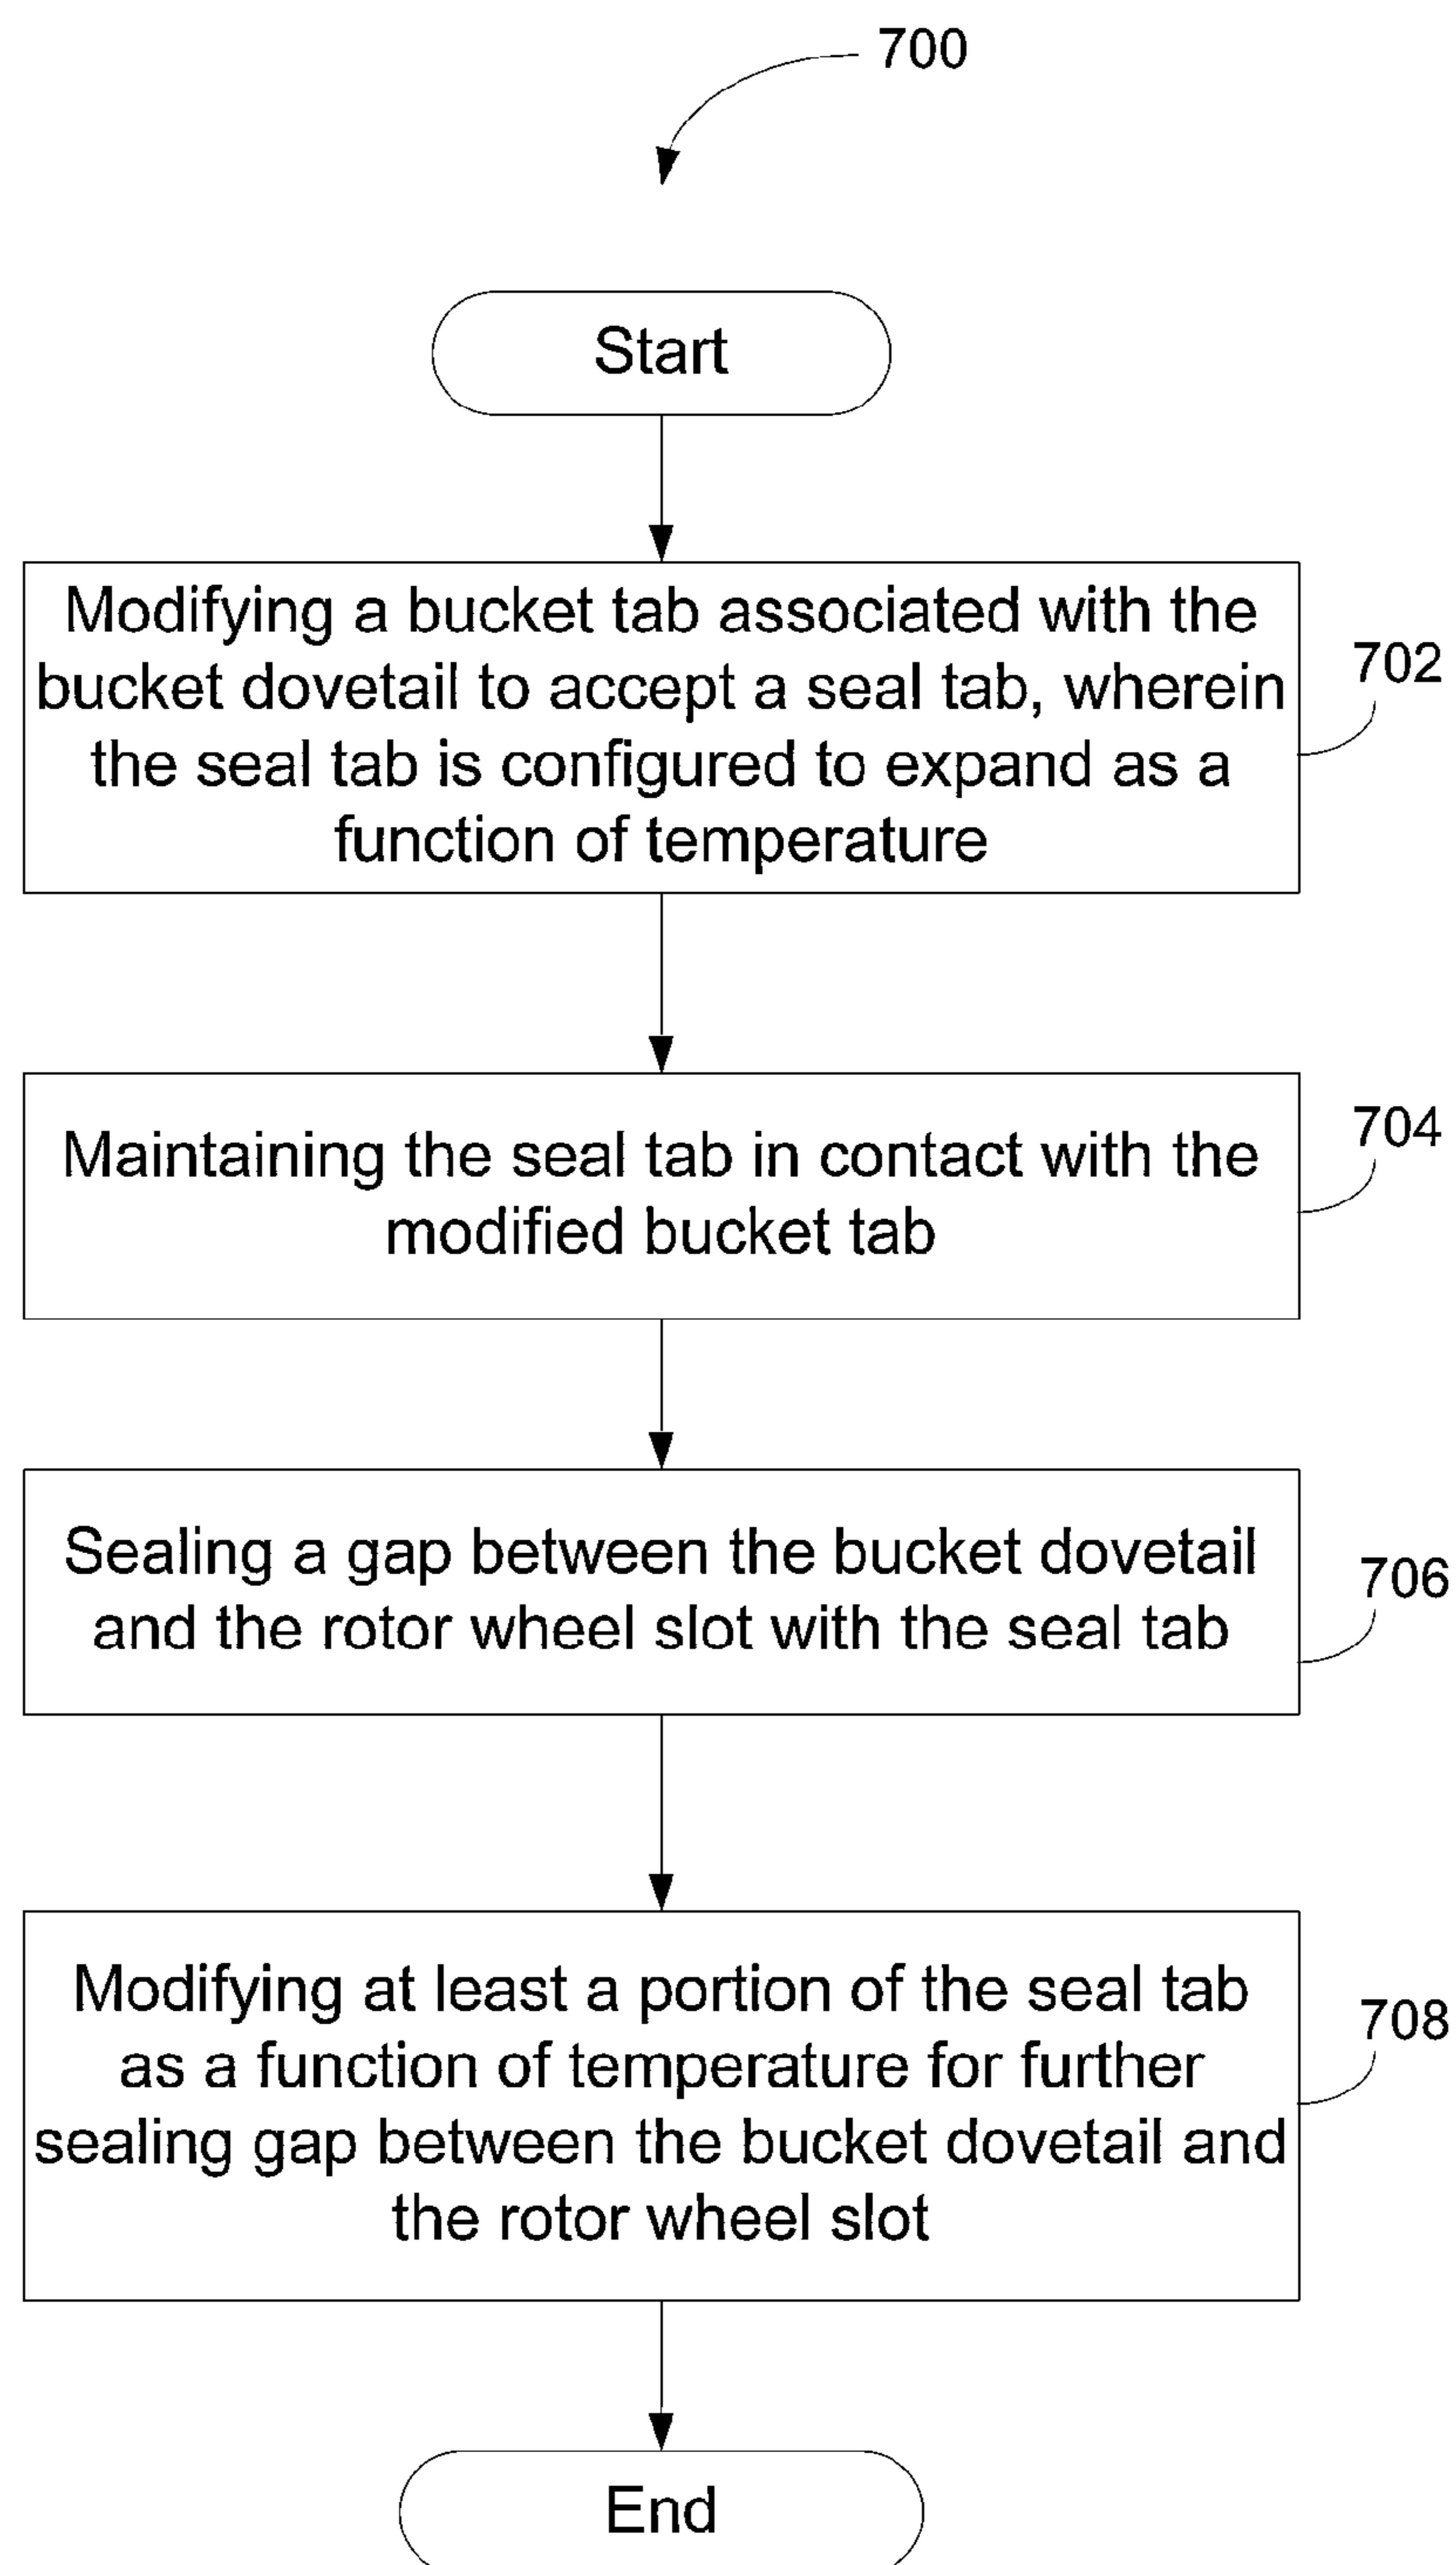 700
Start
Modifying a bucket tab associated with the
bucket dovetail to accept a seal tab, wherein
the seal tab is configured to expand as a
function of temperature
702
Maintaining the seal tab in contact with the
modified bucket tab
704
Sealing a gap between the bucket dovetail
and the rotor wheel slot with the seal tab
706
Modifying at least a portion of the seal tab
as a function of temperature for further
sealing gap between the bucket dovetail and
the rotor wheel slot
708
End